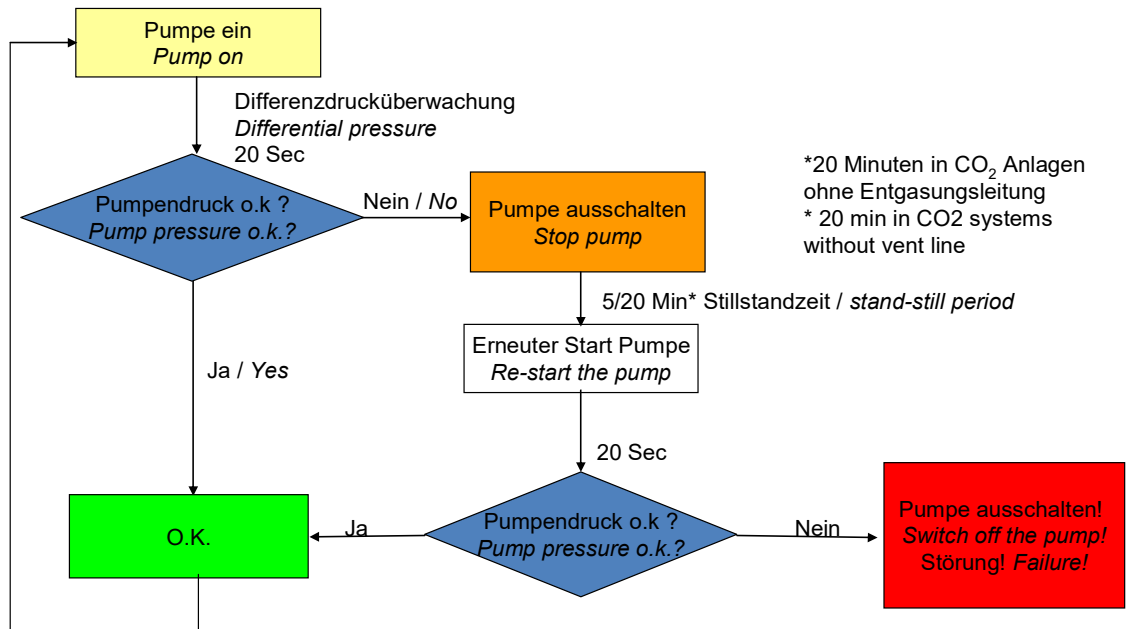 Pumpe ein
Pump on
Differenzdrucküberwachung
Differential pressure
20 Sec
*20 Minuten in CO₂ Anlagen
ohne Entgasungsleitung
* 20 min in CO2 systems
without vent line
Pumpendruck o.k ?
Pump pressure o.k.?
Nein / No
Pumpe ausschalten
Stop pump
5/20 Min* Stillstandzeit / stand-still period
Erneuter Start Pumpe
Re-start the pump
Ja / Yes
20 Sec
O.K.
Ja
Pumpendruck o.k ?
Pump pressure o.k.?
Nein
Pumpe ausschalten!
Switch off the pump!
Störung! Failure!